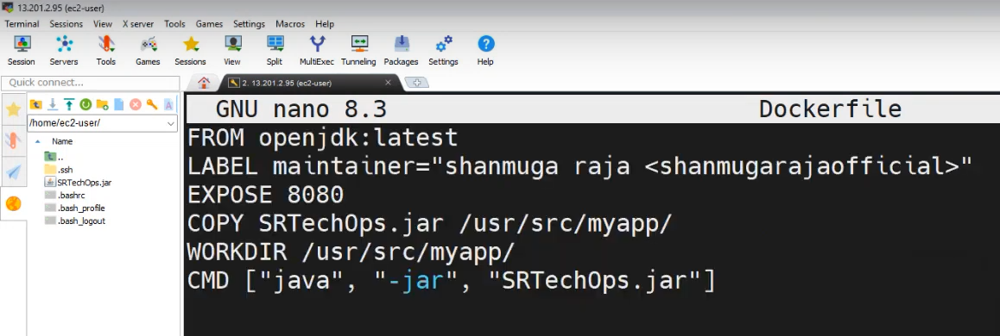 13.201.2.95 (ec2-user)
Terminal Sessions View X server Tools Games Settings Macros Help
Session Servers Tools Games Sessions View Split MultiExec Tunneling Packages Settings Help
Quick connect...
2. 13.201.2.95 (ec2-user)
/home/ec2-user/
Name
..
.ssh
SRTechOps.jar
.bashrc
.bash_profile
.bash_logout
GNU nano 8.3 Dockerfile
FROM openjdk:latest
LABEL maintainer="shanmuga raja <shanmugarajaofficial>"
EXPOSE 8080
COPY SRTechOps.jar /usr/src/myapp/
WORKDIR /usr/src/myapp/
CMD ["java", "-jar", "SRTechOps.jar"]